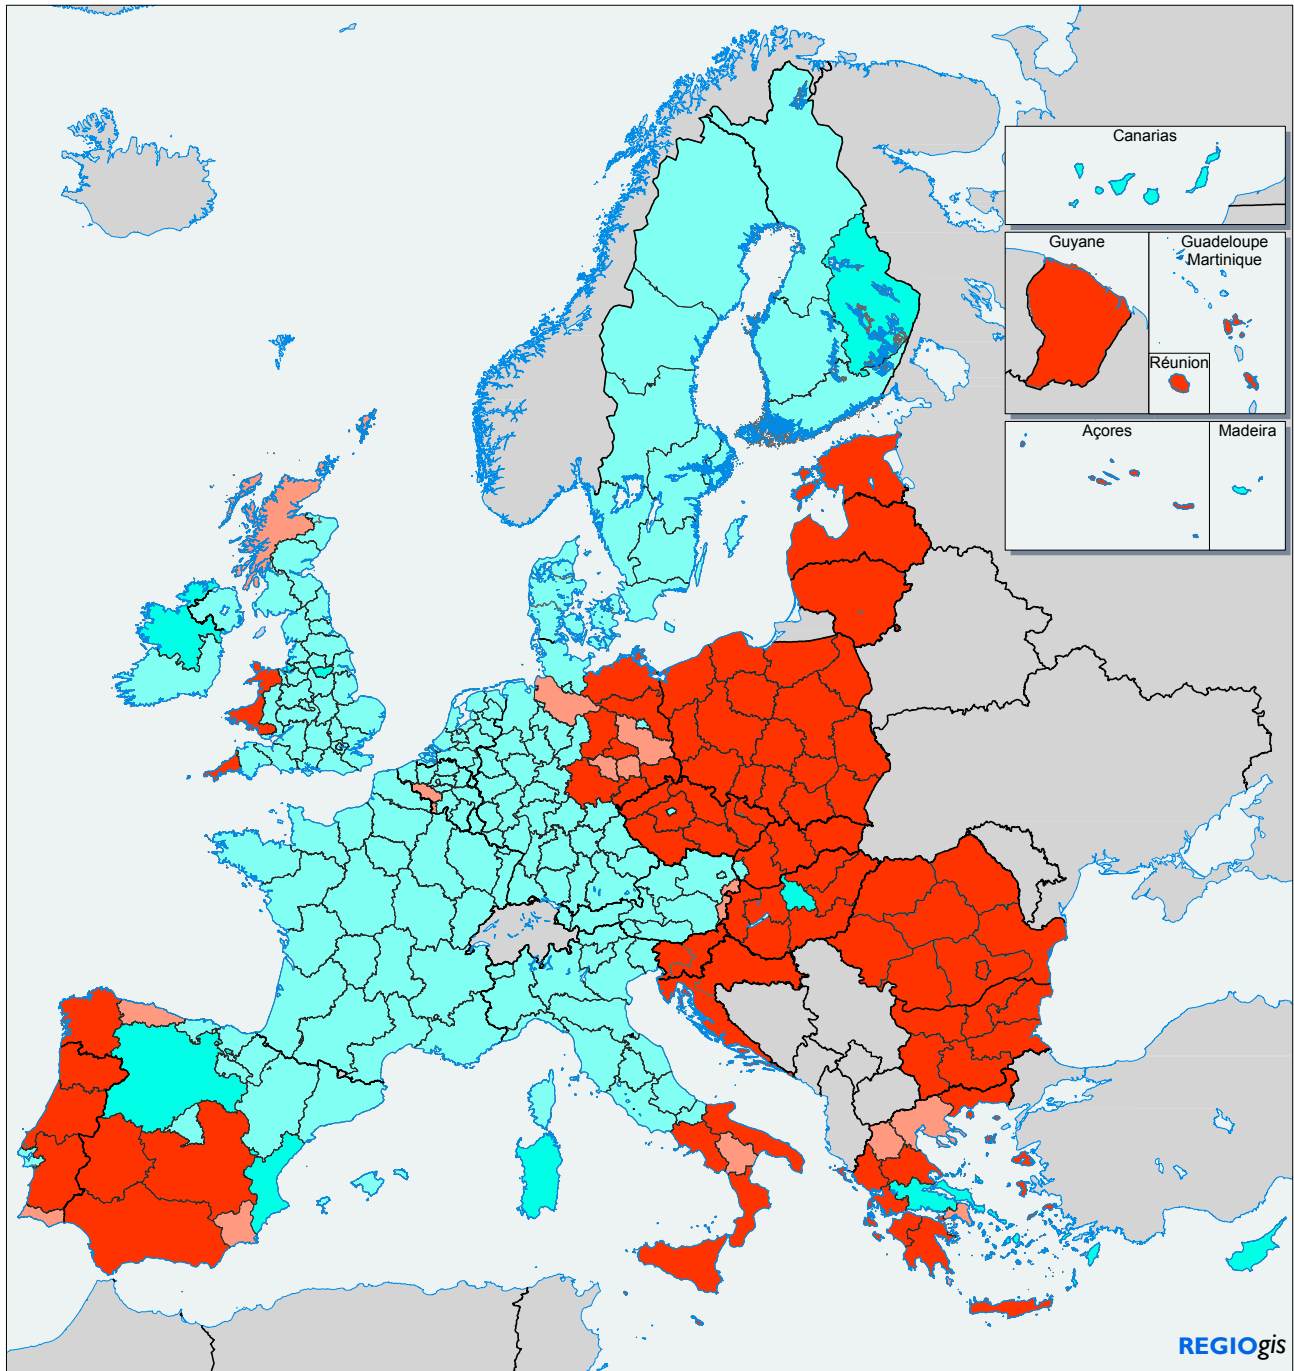 Canarias
Guyane
Guadeloupe
Martinique
Réunion
Açores
Madeira
REGIOgis